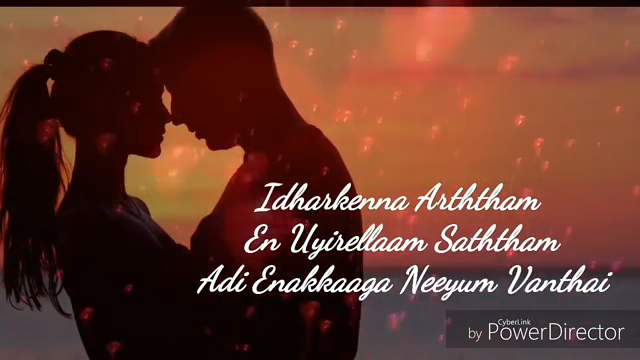 Idharkenna Arththam
En Uyirellaam Saththam
Adi Enakkaaga Neeyum Vanthai
CyberLink
by PowerDirector